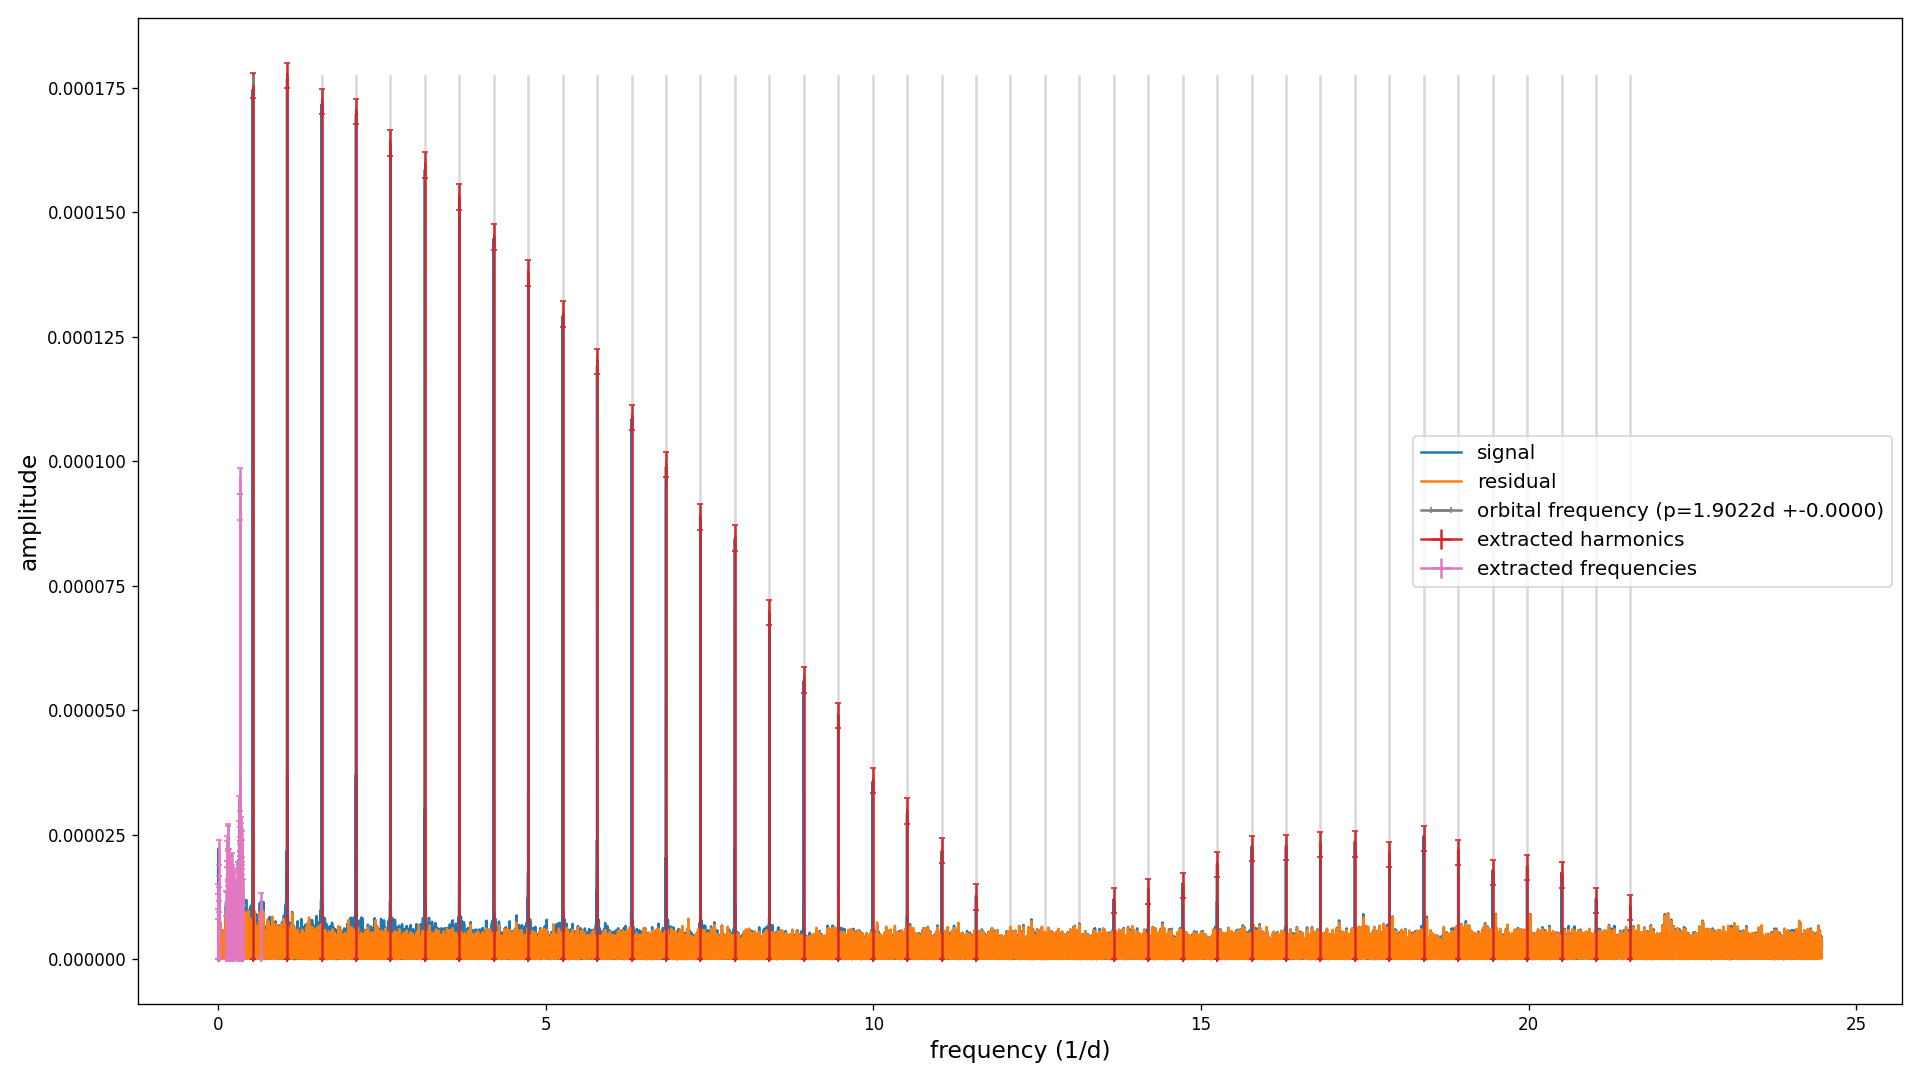 0.000175
0.000150
0.000125
0.000100
0.000075
0.000050
0.000025
0.000000
amplitude
0
5
10
15
20
25
frequency (1/d)
signal
residual
orbital frequency (p=1.9022d +-0.0000)
extracted harmonics
extracted frequencies